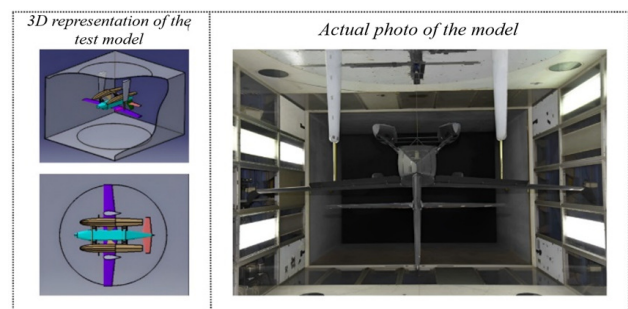 3D representation of the
test model
Actual photo of the model